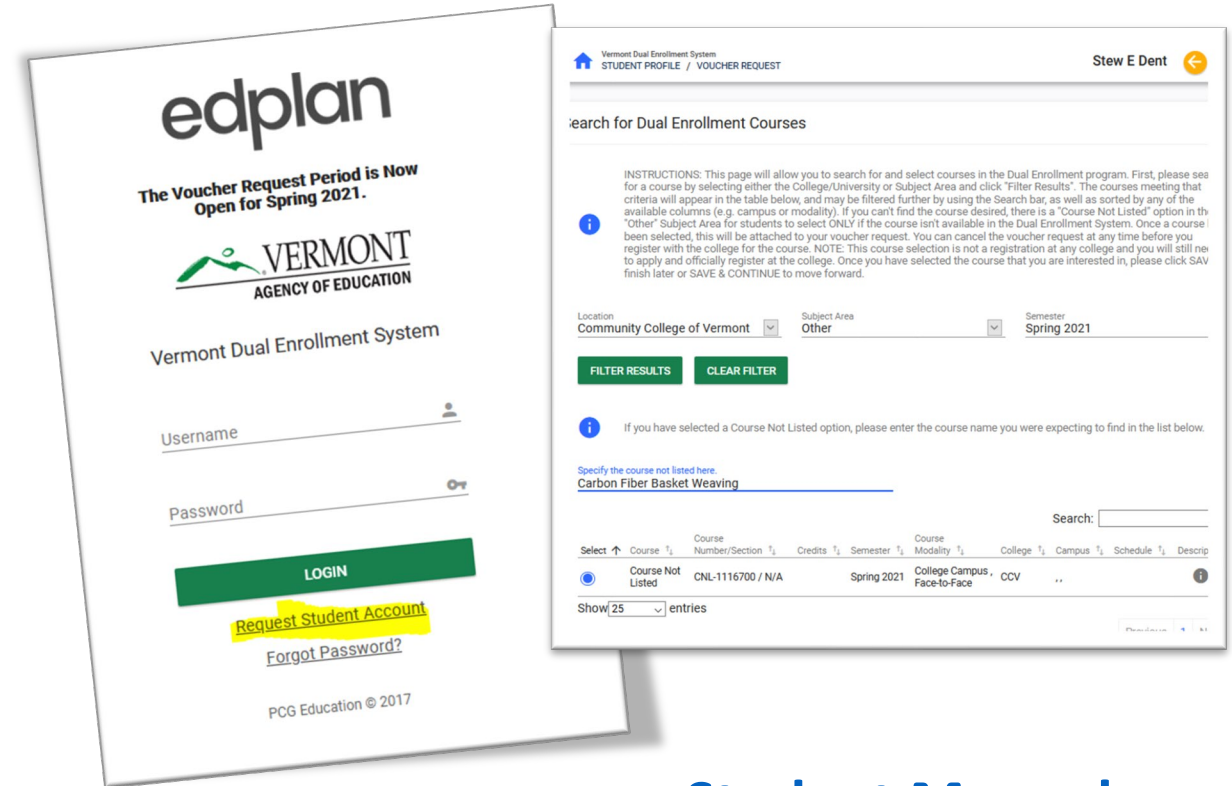 edplan
The Voucher Request Period is Now
Open for Spring 2021.
VERMONT
AGENCY OF EDUCATION
Vermont Dual Enrollment System
Username
Password
LOGIN
Request Student Account
Forgot Password?
PCG Education © 2017
Vermont Dual Enrollment System
STUDENT PROFILE / VOUCHER REQUEST
Stew E Dent
Search for Dual Enrollment Courses
INSTRUCTIONS: This page will allow you to search for and select courses in the Dual Enrollment program. First, please sea
for a course by selecting either the College/University or Subject Area and click "Filter Results". The courses meeting that
criteria will appear in the table below, and may be filtered further by using the Search bar, as well as sorted by any of the
available columns (e.g. campus or modality). If you can't find the course desired, there is a "Course Not Listed" option in the
"Other" Subject Area for students to select ONLY if the course isn't available in the Dual Enrollment System. Once a course
been selected, this will be attached to your voucher request. You can cancel the voucher request at any time before you
register with the college for the course. NOTE: This course selection is not a registration at any college and you will still nee
to apply and officially register at the college. Once you have selected the course that you are interested in, please click SAV
finish later or SAVE & CONTINUE to move forward.
Location Subject Area Semester
Community College of Vermont Other Spring 2021
FILTER RESULTS CLEAR FILTER
If you have selected a Course Not Listed option, please enter the course name you were expecting to find in the list below.
Specify the course not listed here.
Carbon Fiber Basket Weaving
Search:
Select Course Course Number/Section Credits Semester Course Modality College Campus Schedule Descrip
Course Not Listed CNL-1116700 / N/A Spring 2021 College Campus, Face-to-Face CCV , ,
Show 25 entries
1